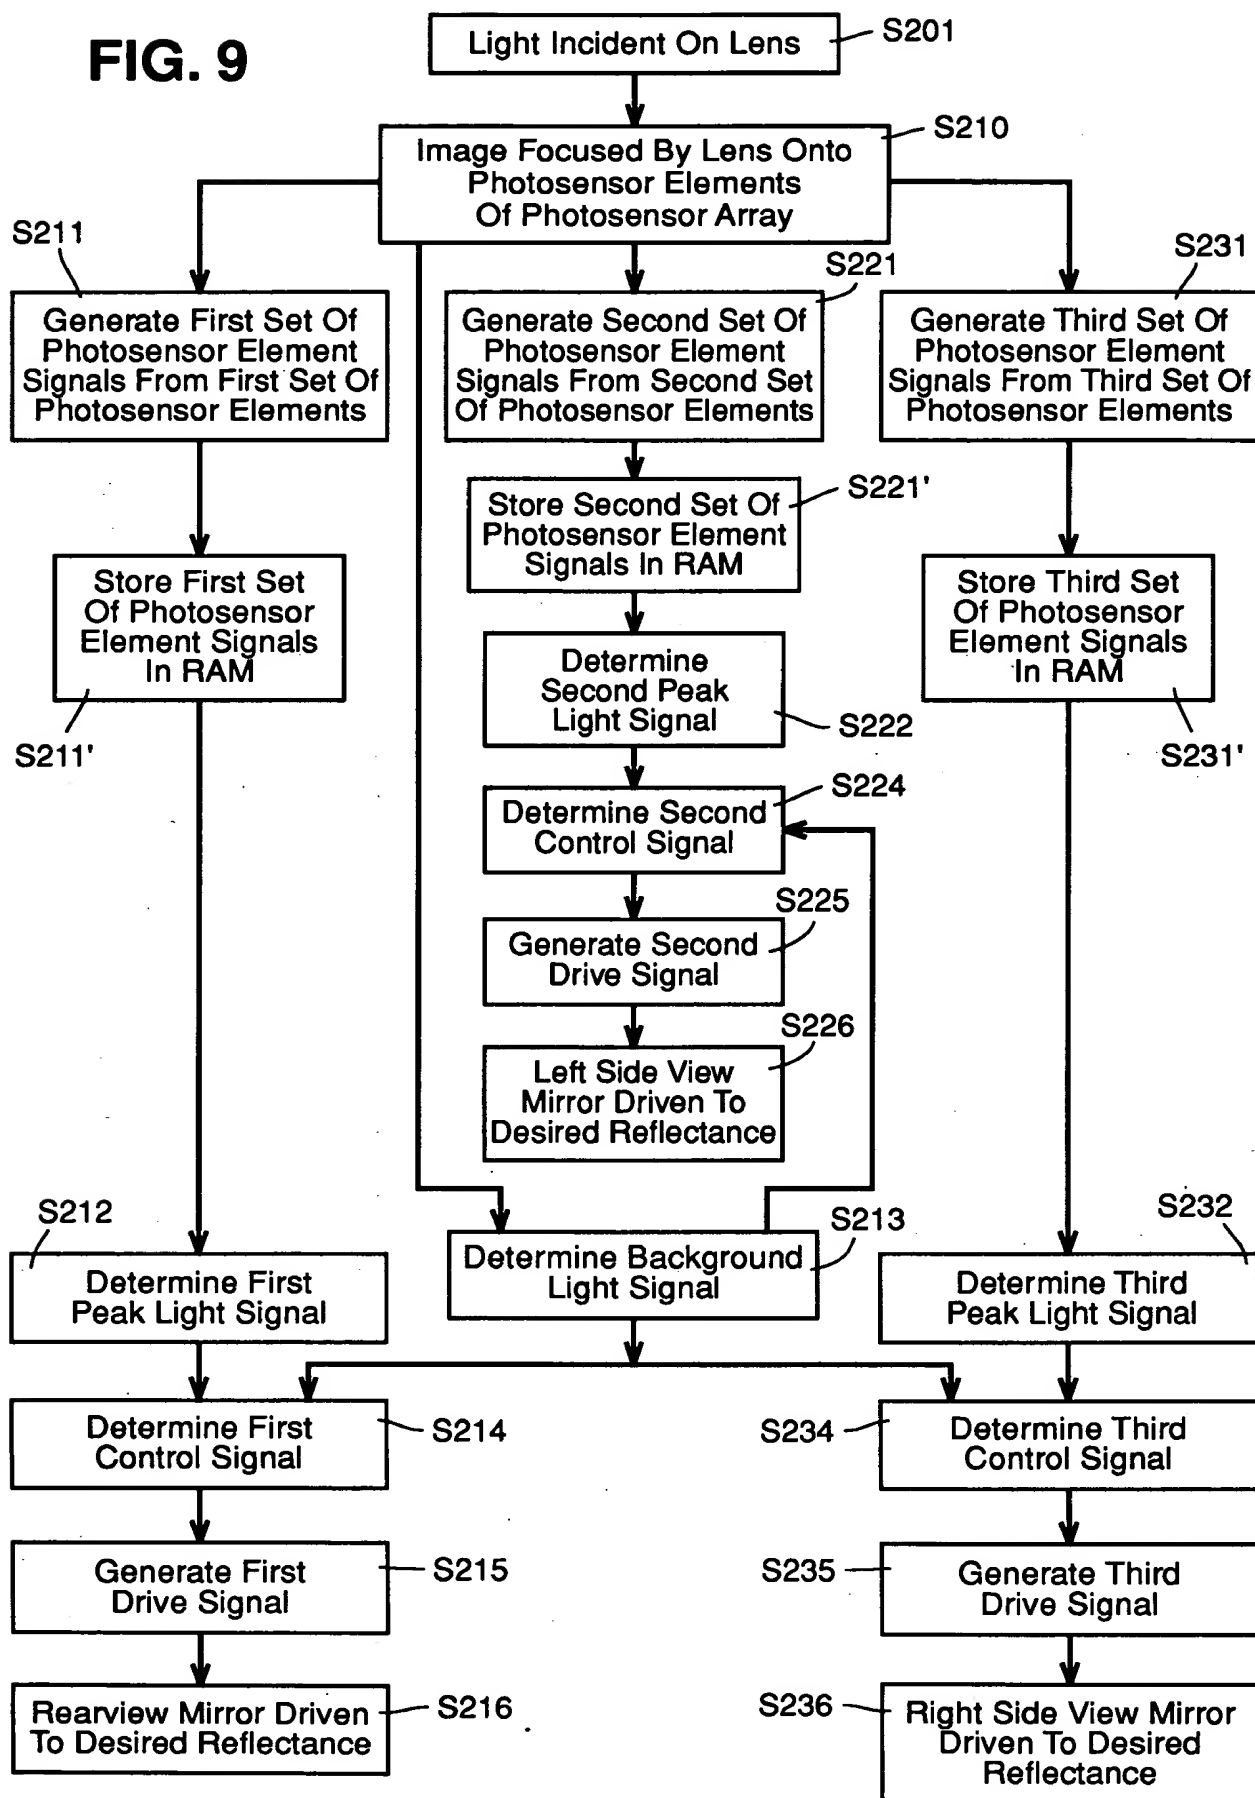 FIG. 9
Light Incident On Lens
S201
Image Focused By Lens Onto
Photosensor Elements
Of Photosensor Array
S210
S211
Generate First Set Of
Photosensor Element
Signals From First Set Of
Photosensor Elements
S221
Generate Second Set Of
Photosensor Element
Signals From Second Set
Of Photosensor Elements
S231
Generate Third Set Of
Photosensor Element
Signals From Third Set Of
Photosensor Elements
Store Second Set Of
Photosensor Element
Signals In RAM
S221'
Store First Set
Of Photosensor
Element Signals
In RAM
S211'
Store Third Set
Of Photosensor
Element Signals
In RAM
S231'
Determine
Second Peak
Light Signal
S222
Determine Second
Control Signal
S224
Generate Second
Drive Signal
S225
Left Side View
Mirror Driven To
Desired Reflectance
S226
S212
Determine First
Peak Light Signal
Determine Background
Light Signal
S213
S232
Determine Third
Peak Light Signal
Determine First
Control Signal
S214
S234
Determine Third
Control Signal
Generate First
Drive Signal
S215
S235
Generate Third
Drive Signal
Rearview Mirror Driven
To Desired Reflectance
S216
S236
Right Side View Mirror
Driven To Desired
Reflectance